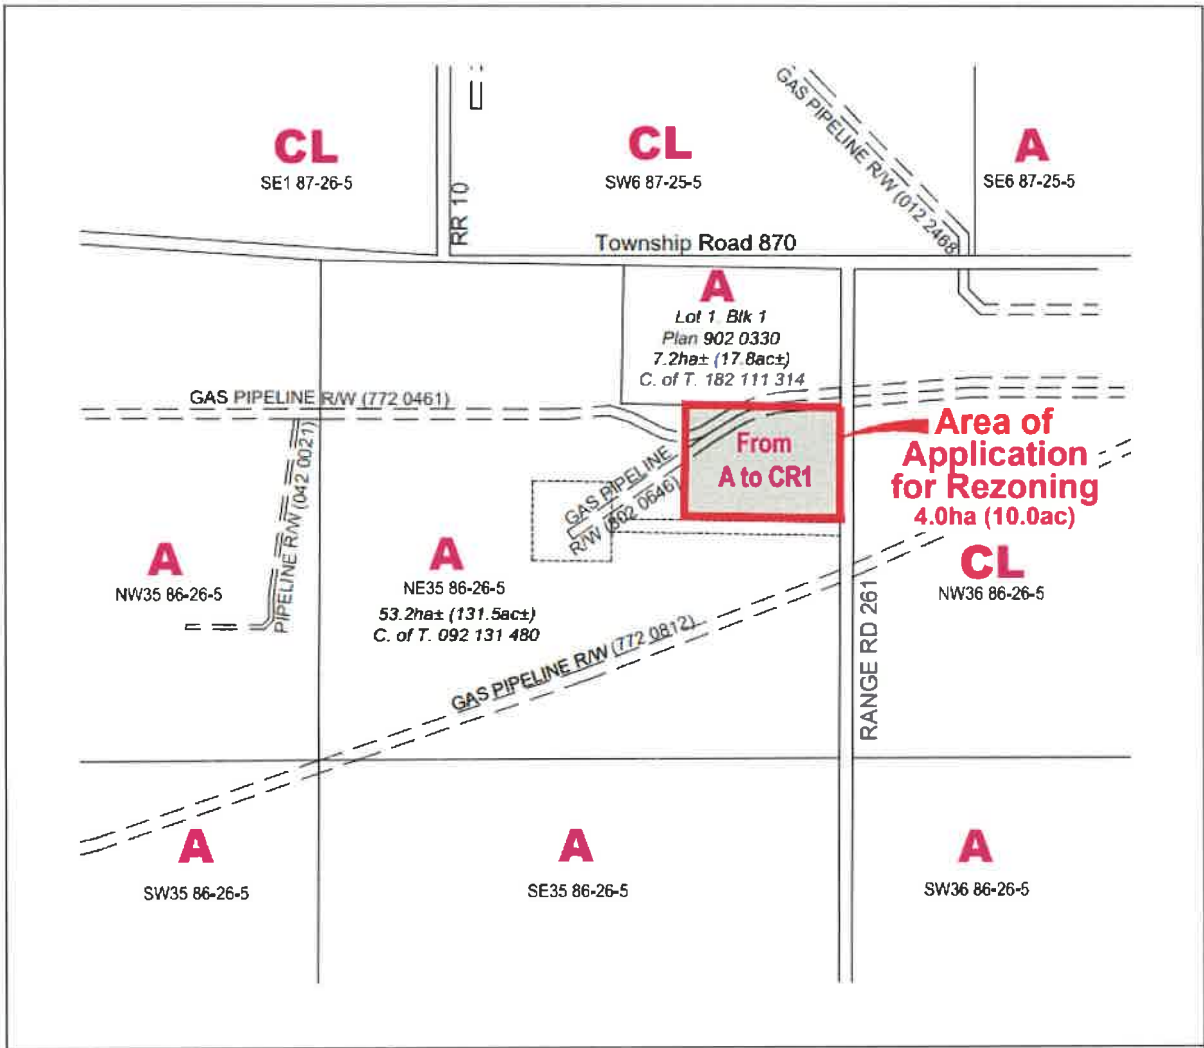 CL
SE1 87-26-5
RR 10
CL
SW6 87-25-5
GAS PIPELINE R/W (012 2468
A
SE6 87-25-5
Township Road 870
A
Lot 1 Blk 1
Plan 902 0330
7.2ha± (17.8ac±)
C. of T. 182 111 314
GAS PIPELINE R/W (772 0461)
PIPELINE R/W (042 0021)
GAS PIPELINE
R/W (802 0646)
From
A to CR1
Area of
Application
for Rezoning
4.0ha (10.0ac)
A
NW35 86-26-5
A
NE35 86-26-5
53.2ha± (131.5ac±)
C. of T. 092 131 480
CL
NW36 86-26-5
GAS PIPELINE R/W (772 0812)
RANGE RD 261
A
SW35 86-26-5
A
SE35 86-26-5
A
SW36 86-26-5